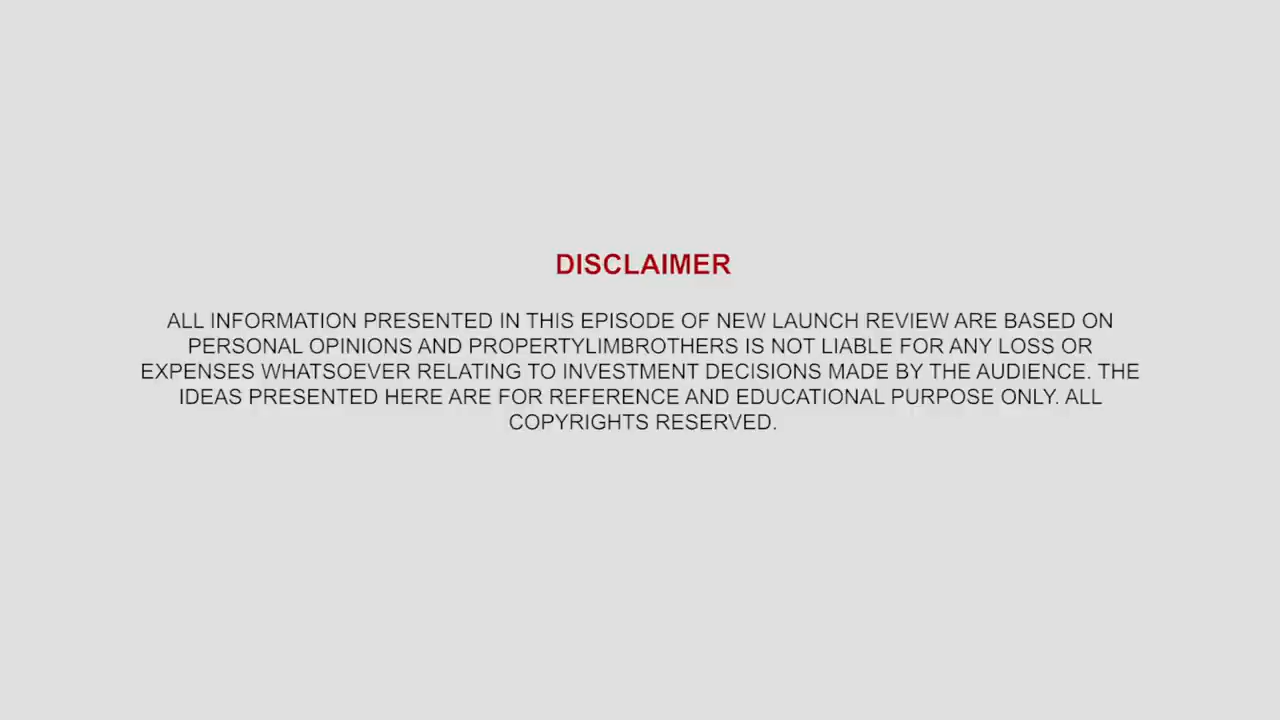 DISCLAIMER
ALL INFORMATION PRESENTED IN THIS EPISODE OF NEW LAUNCH REVIEW ARE BASED ON
PERSONAL OPINIONS AND PROPERTYLIMBROTHERS IS NOT LIABLE FOR ANY LOSS OR
EXPENSES WHATSOEVER RELATING TO INVESTMENT DECISIONS MADE BY THE AUDIENCE. THE
IDEAS PRESENTED HERE ARE FOR REFERENCE AND EDUCATIONAL PURPOSE ONLY. ALL
COPYRIGHTS RESERVED.